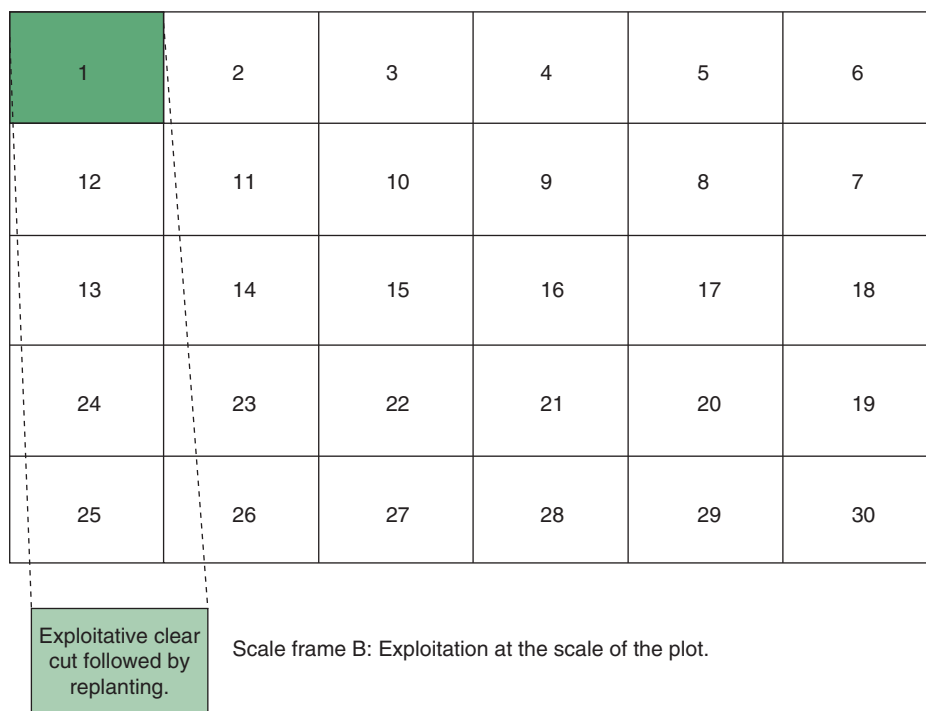 1 2 3 4 5 6
12 11 10 9 8 7
13 14 15 16 17 18
24 23 22 21 20 19
25 26 27 28 29 30
Exploitative clear
cut followed by
replanting.
Scale frame B: Exploitation at the scale of the plot.